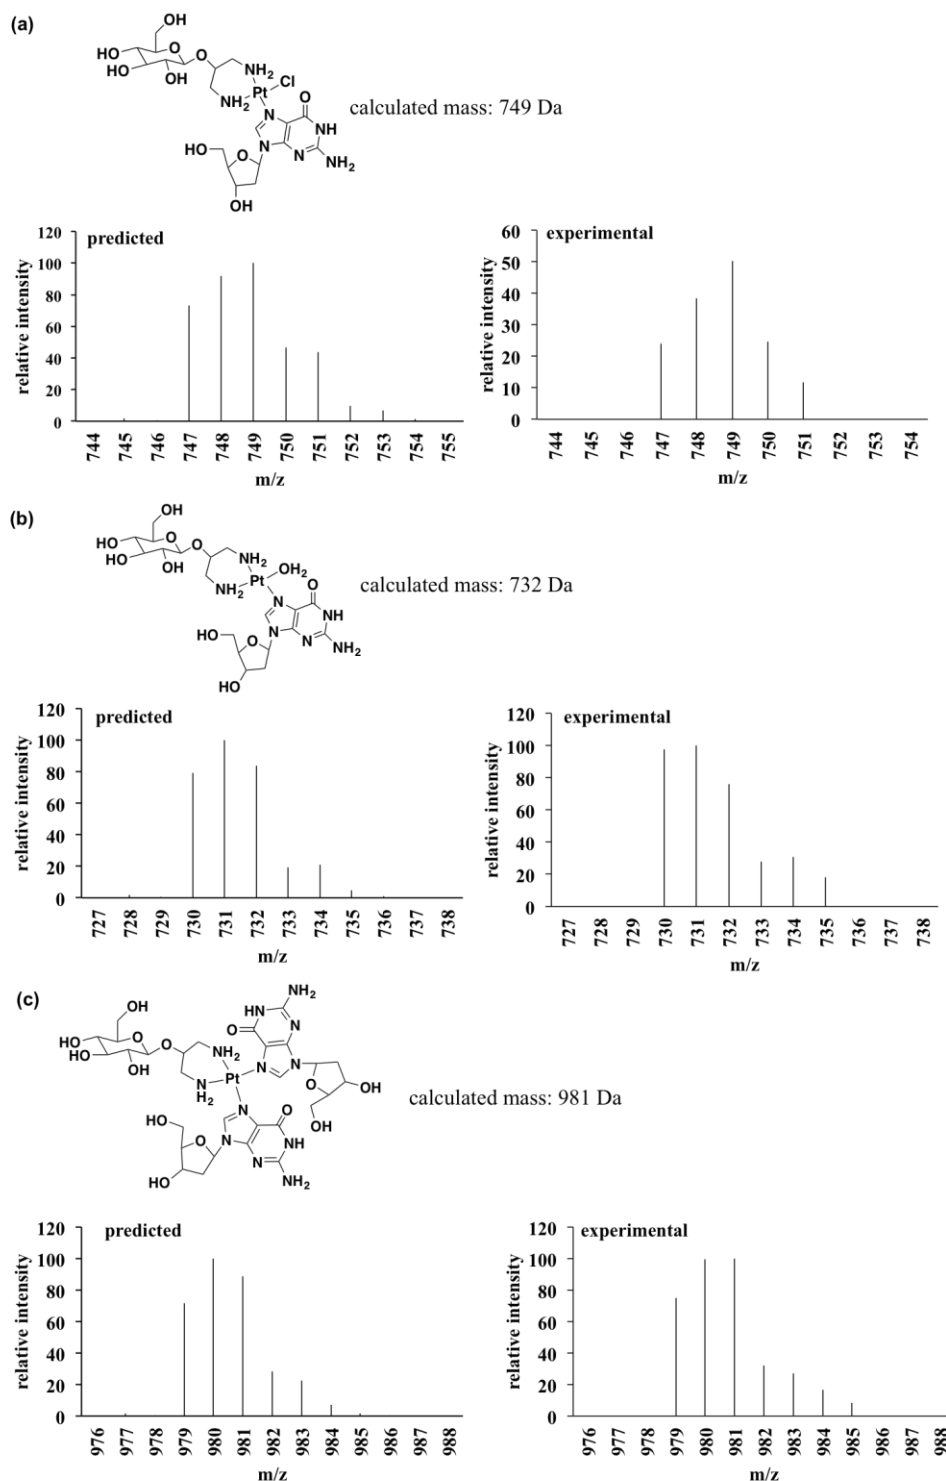 (a)
OH
HO
O
HO
O
OH
NH2
Cl
Pt
NH2
O
N
NH
N
N
NH2
HO
O
OH
calculated mass: 749 Da
predicted
relative intensity
120
100
80
60
40
20
0
744 745 746 747 748 749 750 751 752 753 754 755
m/z
experimental
relative intensity
60
50
40
30
20
10
0
744 745 746 747 748 749 750 751 752 753 754
m/z
(b)
OH
HO
O
HO
O
OH
NH2
OH2
Pt
NH2
O
N
NH
N
N
NH2
HO
O
HO
calculated mass: 732 Da
predicted
relative intensity
120
100
80
60
40
20
0
727 728 729 730 731 732 733 734 735 736 737 738
m/z
experimental
relative intensity
120
100
80
60
40
20
0
727 728 729 730 731 732 733 734 735 736 737 738
m/z
(c)
OH
HO
O
HO
O
OH
NH2
Pt
N
H2
NH2
HN
N
O
N
N
O
OH
OH
O
N
NH
N
N
NH2
HO
O
HO
calculated mass: 981 Da
predicted
relative intensity
120
100
80
60
40
20
0
976 977 978 979 980 981 982 983 984 985 986 987 988
m/z
experimental
relative intensity
120
100
80
60
40
20
0
976 977 978 979 980 981 982 983 984 985 986 987 988
m/z